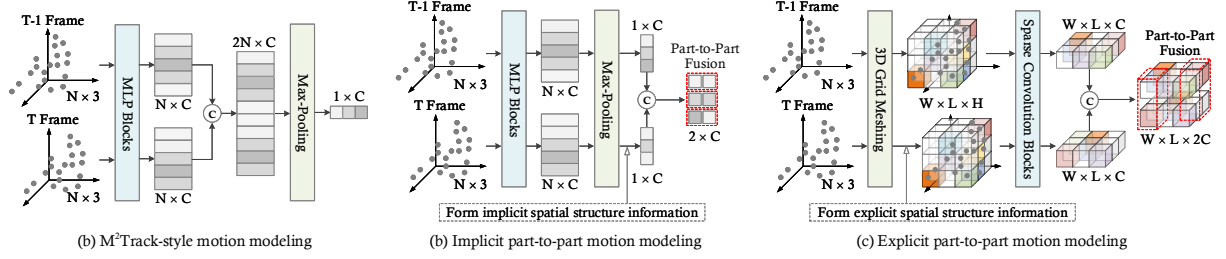 T-1 Frame
N × 3
T Frame
N × 3
MLP Blocks
N × C
N × C
C
2N × C
Max-Pooling
1 × C
(b) M²Track-style motion modeling
T-1 Frame
N × 3
T Frame
N × 3
MLP Blocks
N × C
N × C
Max-Pooling
1 × C
C
1 × C
Part-to-Part
Fusion
2 × C
Form implicit spatial structure information
(b) Implicit part-to-part motion modeling
T-1 Frame
N × 3
T Frame
N × 3
3D Grid Meshing
W × L × H
Sparse Convolution Blocks
W × L × C
C
W × L × C
Part-to-Part
Fusion
W × L × 2C
Form explicit spatial structure information
(c) Explicit part-to-part motion modeling